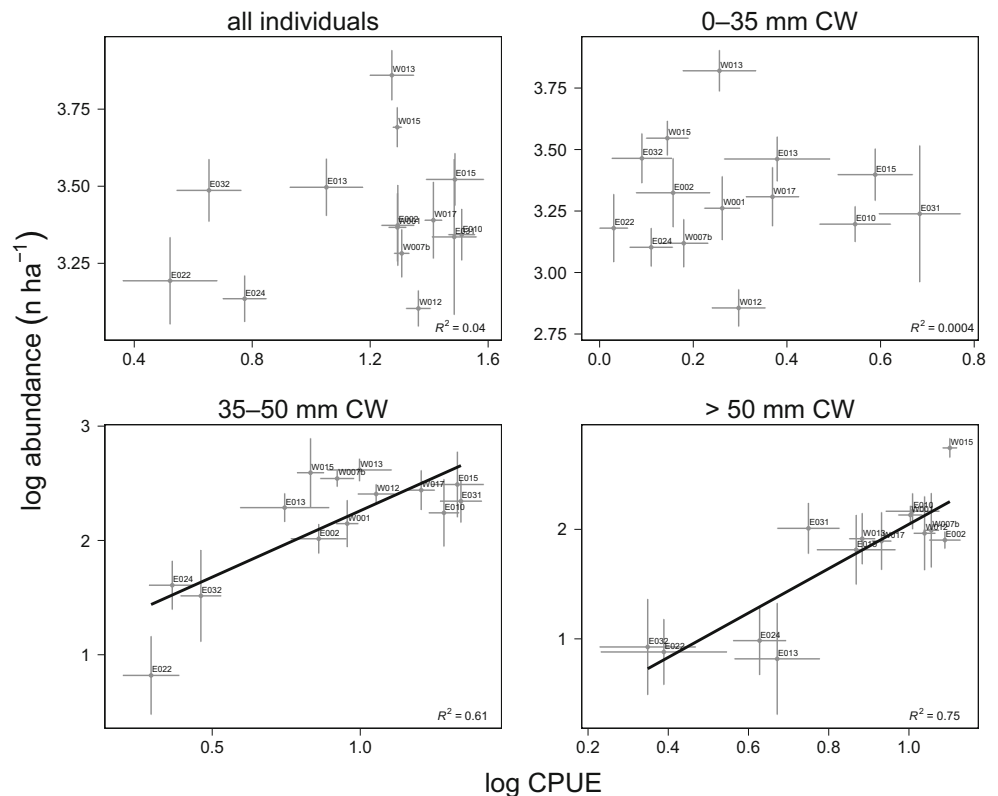 all individuals
0–35 mm CW
W013
W015
E032
E013
E015
E002
W001
W017
E010
E031
W007b
E022
E024
W012
R² = 0.04
3.75
3.50
3.25
0.4
0.8
1.2
1.6
W013
W015
E032
E013
E015
E002
W017
W001
E031
E010
E022
W007b
E024
W012
R² = 0.0004
3.75
3.50
3.25
3.00
2.75
0.0
0.2
0.4
0.6
0.8
log abundance (n ha⁻¹)
35–50 mm CW
> 50 mm CW
W015
W013
W007b
W012
W017
E015
E031
E010
E013
W001
E002
E024
E032
E022
R² = 0.61
3
2
1
0.5
1.0
W015
E010
W001
E031
W007b
W012
W013
W017
E002
E024
E032
E022
E013
R² = 0.75
2
1
0.2
0.4
0.6
0.8
1.0
log CPUE